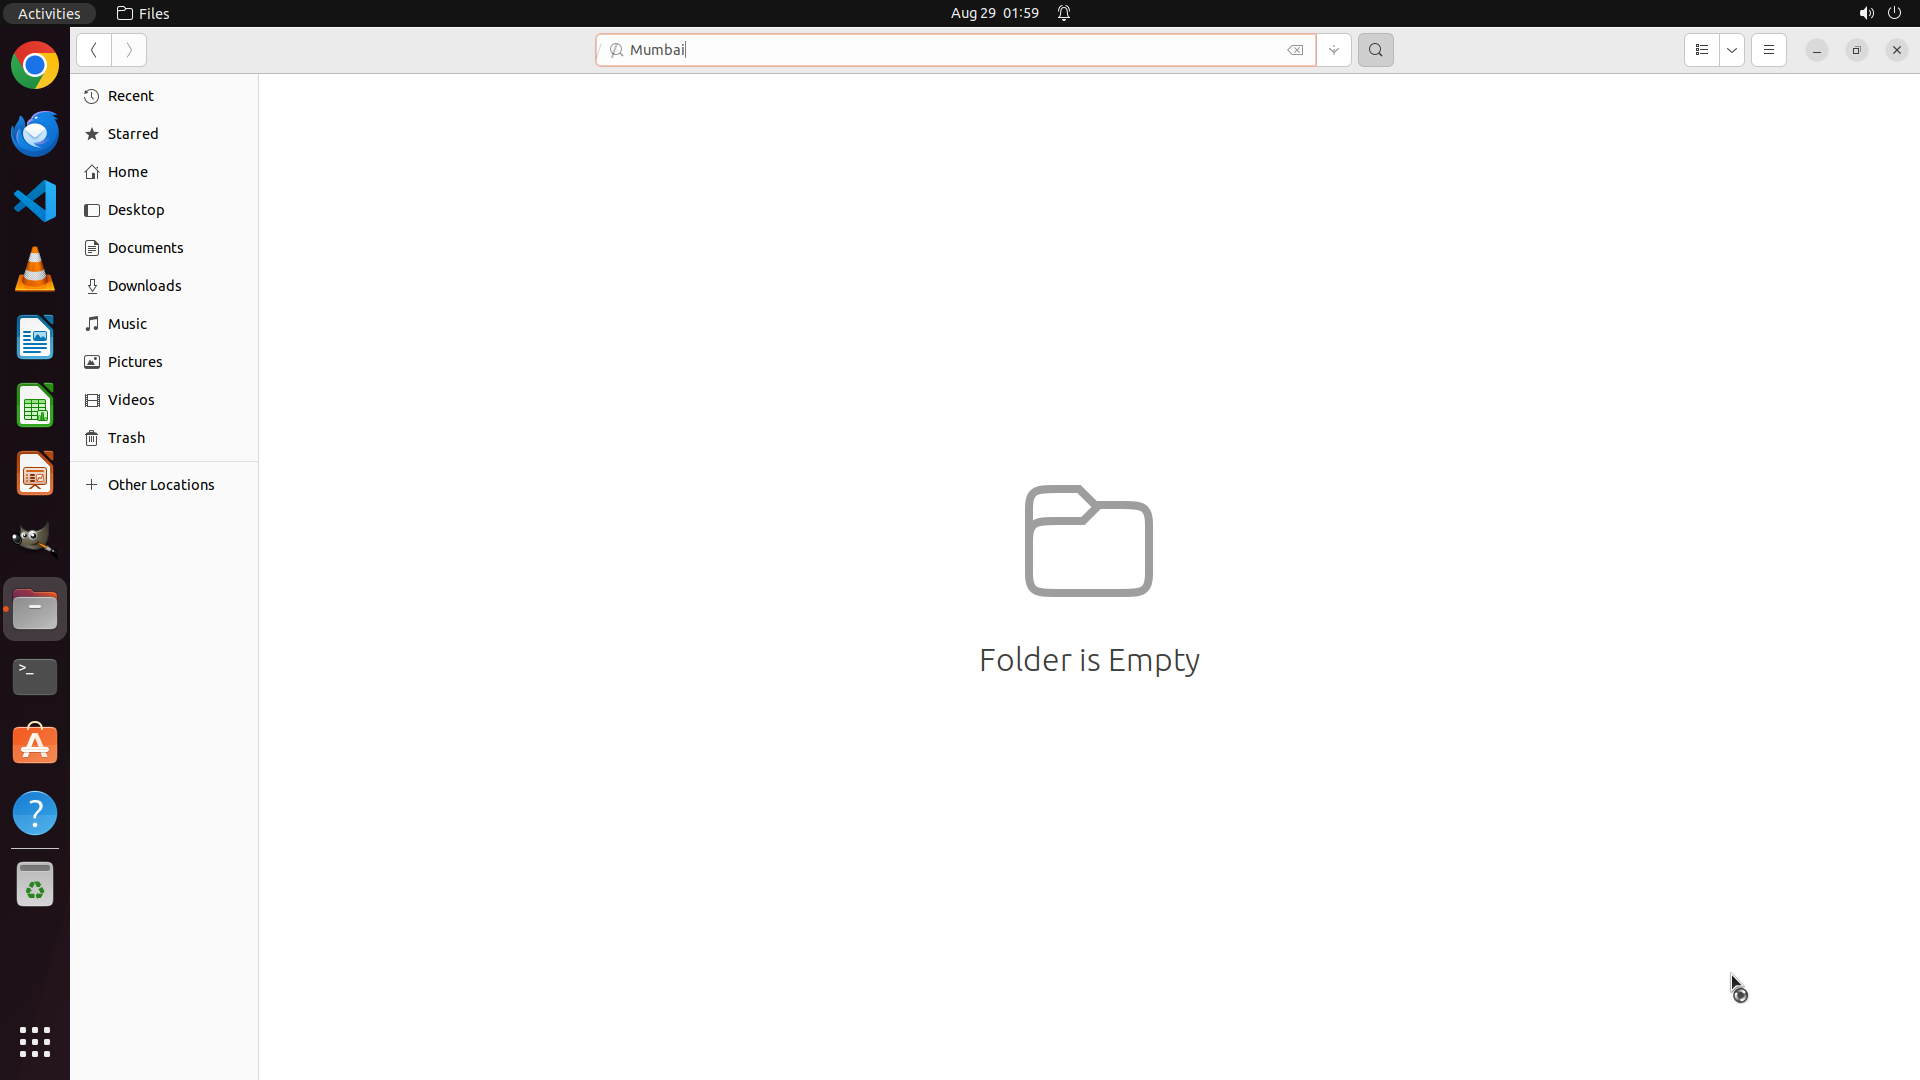 Activities
Files
Aug 29 01:59
Mumbai
Recent
Starred
Home
Desktop
Documents
Downloads
Music
Pictures
Videos
Trash
Other Locations
Folder is Empty